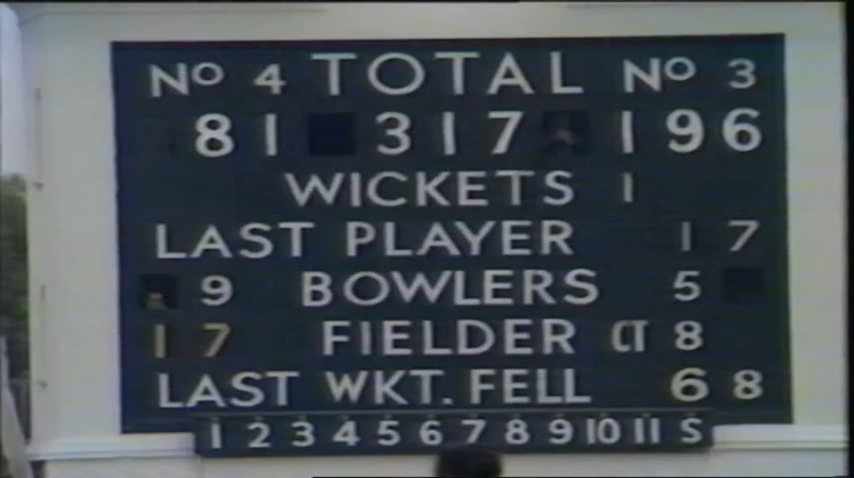 No 4 TOTAL No 3
81 317 196
WICKETS 1
LAST PLAYER 17
9 BOWLERS 5
17 FIELDER CT 8
LAST WKT. FELL 68
1 2 3 4 5 6 7 8 9 10 11 S